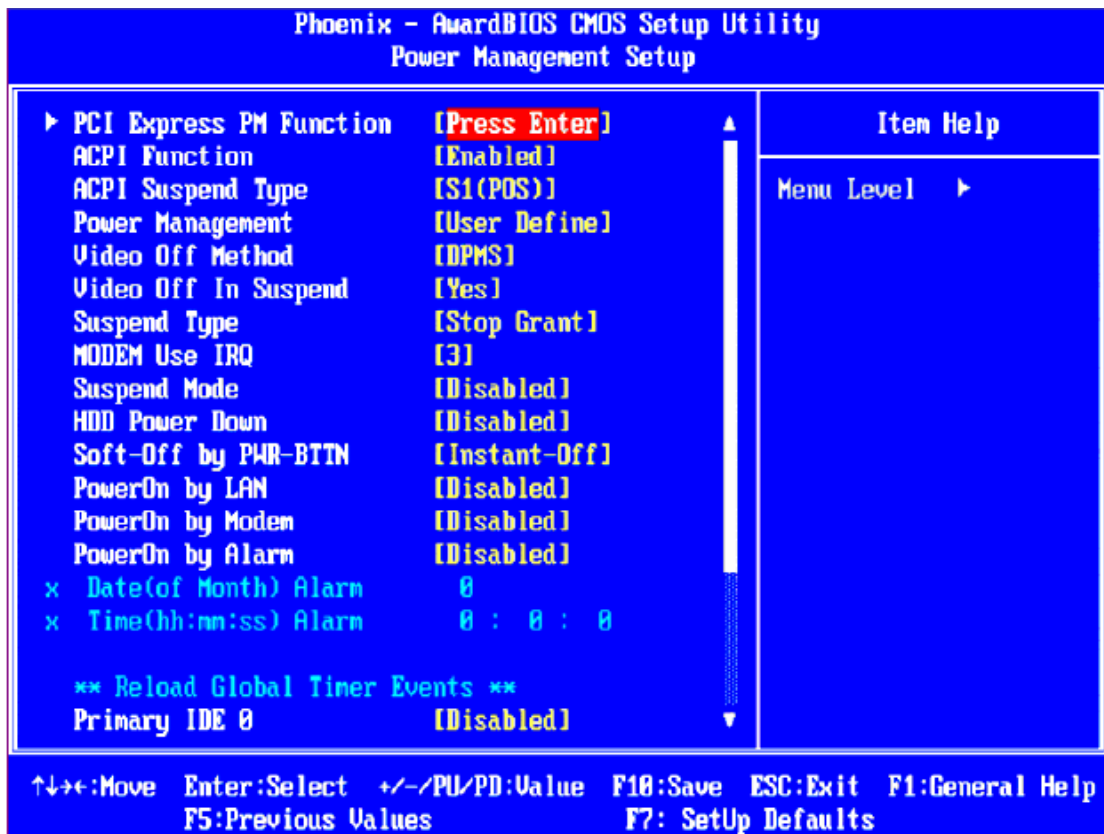 Phoenix - AwardBIOS CMOS Setup Utility
Power Management Setup
PCI Express PM Function [Press Enter]
ACPI Function [Enabled]
ACPI Suspend Type [S1(POS)]
Power Management [User Define]
Video Off Method [DPMS]
Video Off In Suspend [Yes]
Suspend Type [Stop Grant]
MODEM Use IRQ [3]
Suspend Mode [Disabled]
HDD Power Down [Disabled]
Soft-Off by PWR-BTTN [Instant-Off]
PowerOn by LAN [Disabled]
PowerOn by Modem [Disabled]
PowerOn by Alarm [Disabled]
x Date(of Month) Alarm 0
x Time(hh:mm:ss) Alarm 0 : 0 : 0
** Reload Global Timer Events **
Primary IDE 0 [Disabled]
Item Help
Menu Level
↑↓→←:Move Enter:Select +/-/PU/PD:Value F10:Save ESC:Exit F1:General Help
F5:Previous Values F7: SetUp Defaults